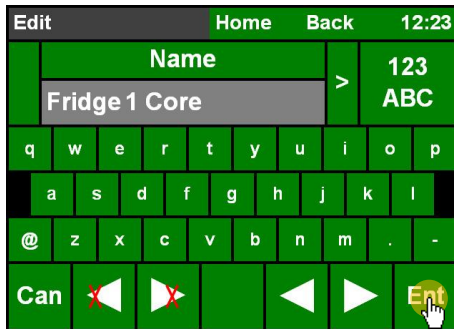 Edit Home Back 12:23
Name
> 123
ABC
Fridge 1 Core
q w e r t y u i o p
a s d f g h j k l
@ z x c v b n m . -
Can Ent